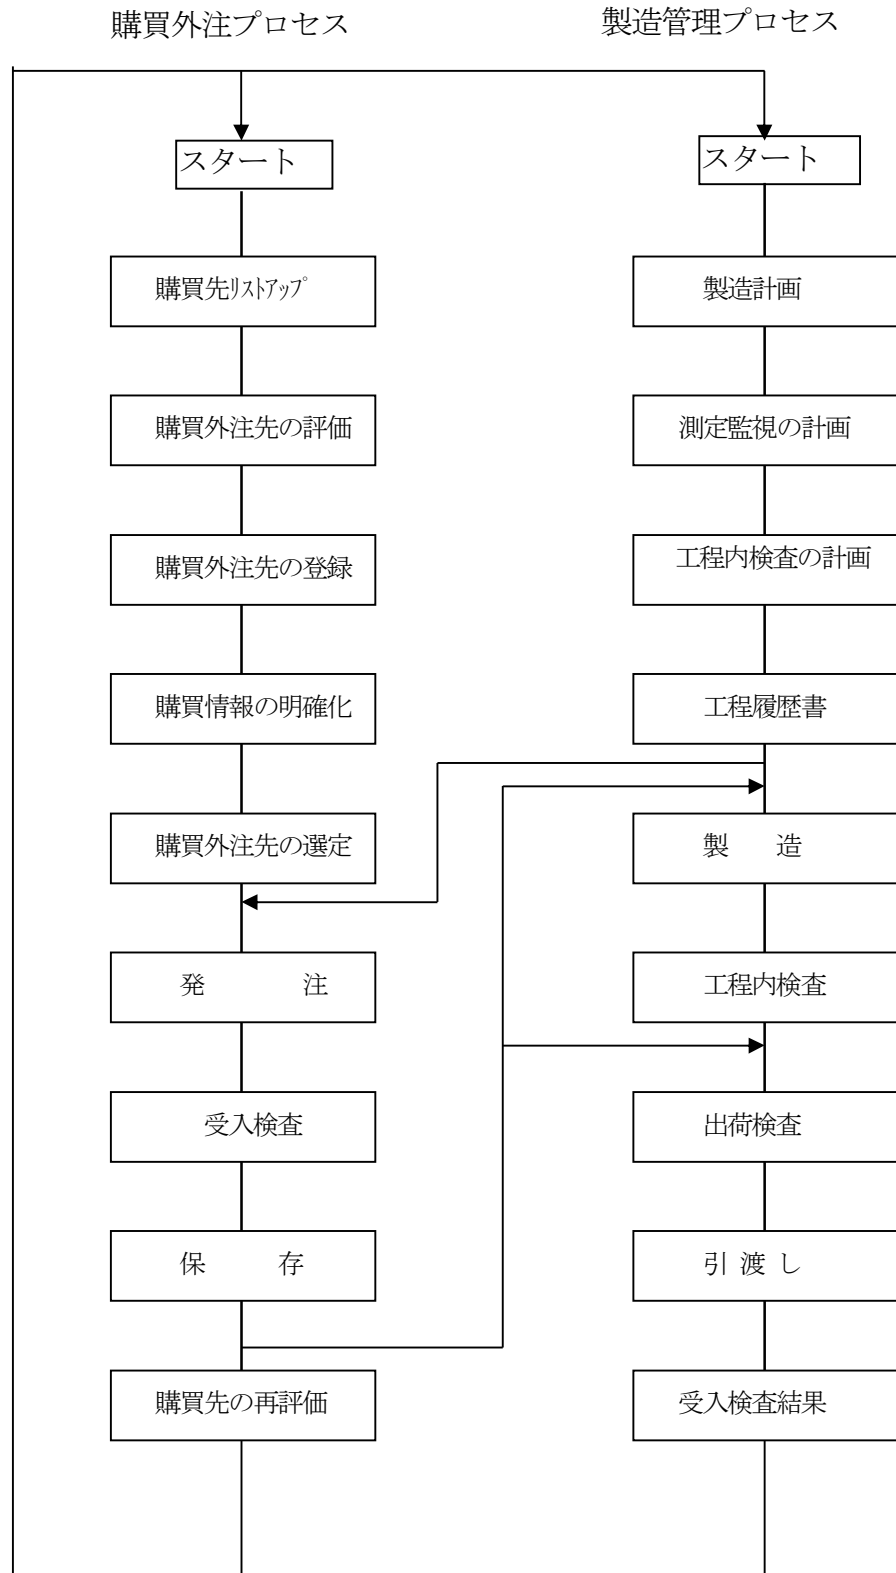 購買外注プロセス
製造管理プロセス
スタート
スタート
購買先ﾘｽﾄｱｯﾌﾟ
製造計画
購買外注先の評価
測定監視の計画
購買外注先の登録
工程内検査の計画
購買情報の明確化
工程履歴書
購買外注先の選定
製　　造
発　　　　注
工程内検査
受入検査
出荷検査
保　　　存
引 渡 し
購買先の再評価
受入検査結果